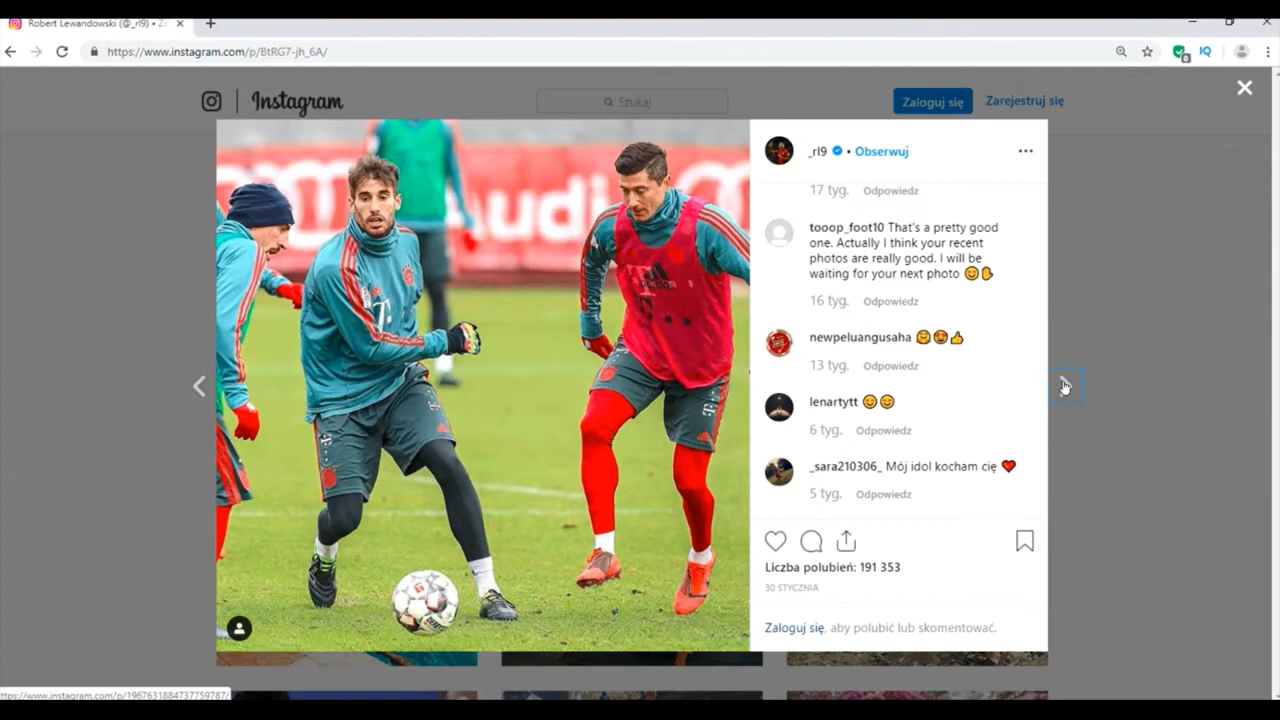 Robert Lewandowski (@_rl9) • Z
https://www.instagram.com/p/BtRG7-jh_6A/
IQ
Instagram
Szukaj
Zaloguj się
Zarejestruj się
Audi
_rl9 • Obserwuj
17 tyg. Odpowiedz
tooop_foot10 That's a pretty good
one. Actually I think your recent
photos are really good. I will be
waiting for your next photo 😊✋
16 tyg. Odpowiedz
newpeluangusaha 🤗😍👍
13 tyg. Odpowiedz
lenartytt 😊😊
6 tyg. Odpowiedz
_sara210306_ Mój idol kocham cię ❤️
5 tyg. Odpowiedz
Liczba polubień: 191 353
30 STYCZNIA
Zaloguj się, aby polubić lub skomentować.
ttps://www.instagram.com/p/1967631884737759787/